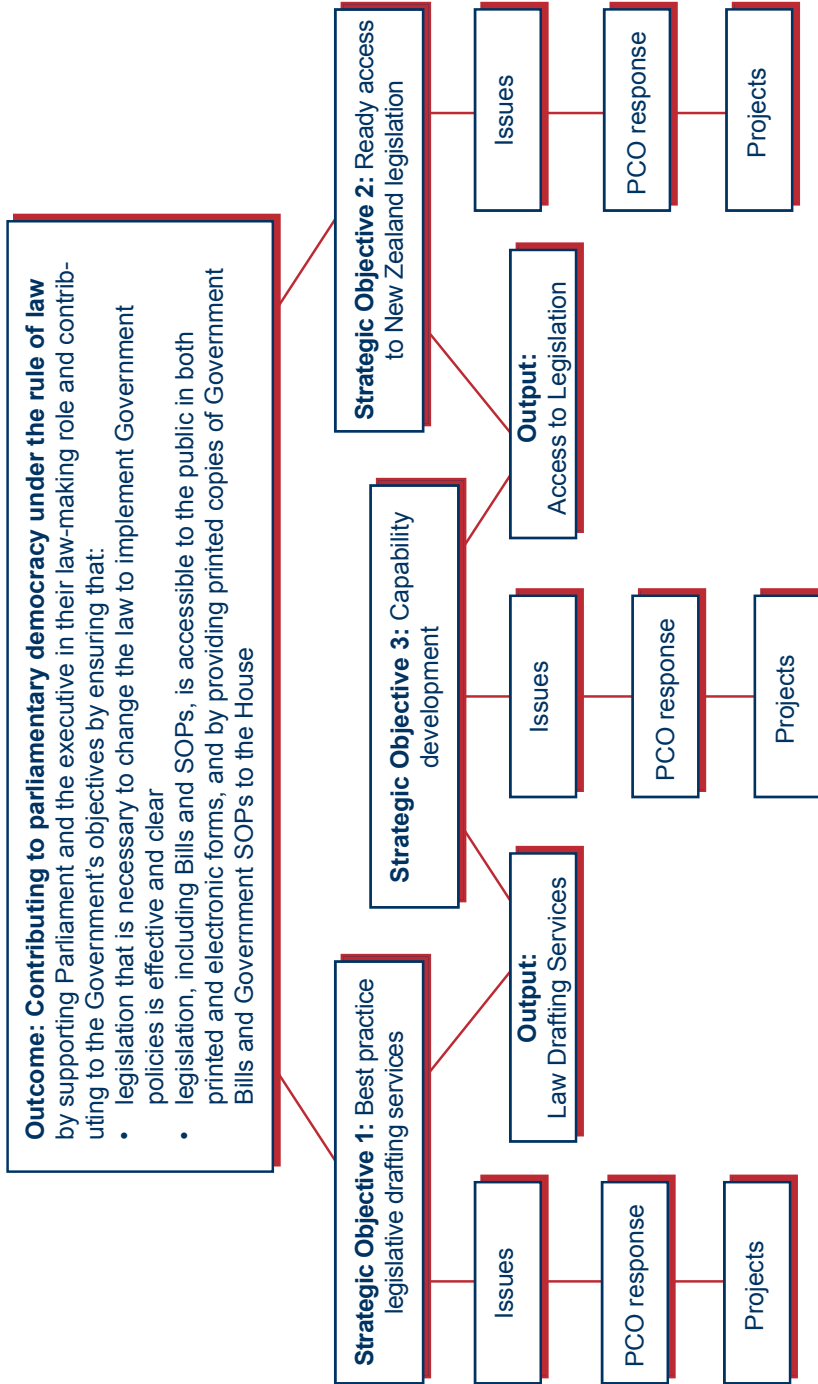 Outcome: Contributing to parliamentary democracy under the rule of law
by supporting Parliament and the executive in their law-making role and contrib-
uting to the Government's objectives by ensuring that:
• legislation that is necessary to change the law to implement Government
policies is effective and clear
• legislation, including Bills and SOPs, is accessible to the public in both
printed and electronic forms, and by providing printed copies of Government
Bills and Government SOPs to the House
Strategic Objective 1: Best practice
legislative drafting services
Issues
PCO response
Projects
Output:
Law Drafting Services
Strategic Objective 3: Capability
development
Issues
PCO response
Projects
Output:
Access to Legislation
Strategic Objective 2: Ready access
to New Zealand legislation
Issues
PCO response
Projects